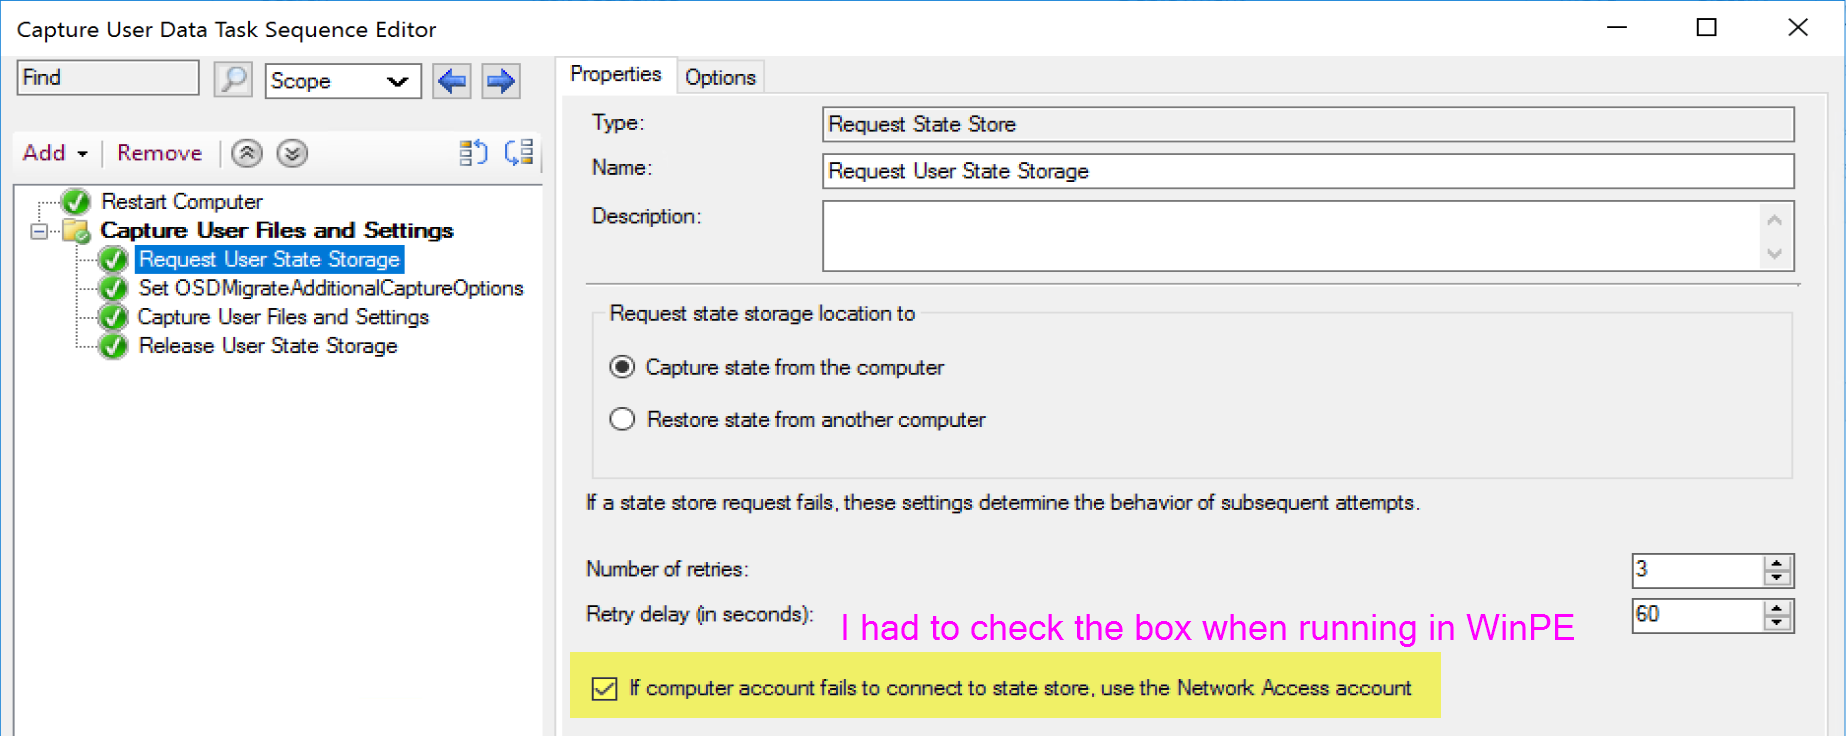 Capture User Data Task Sequence Editor
Find
Scope
Add
Remove
Restart Computer
Capture User Files and Settings
Request User State Storage
Set OSDMigrateAdditionalCaptureOptions
Capture User Files and Settings
Release User State Storage
Properties
Options
Type:
Request State Store
Name:
Request User State Storage
Description:
Request state storage location to
Capture state from the computer
Restore state from another computer
If a state store request fails, these settings determine the behavior of subsequent attempts.
Number of retries:
3
Retry delay (in seconds):
60
I had to check the box when running in WinPE
If computer account fails to connect to state store, use the Network Access account